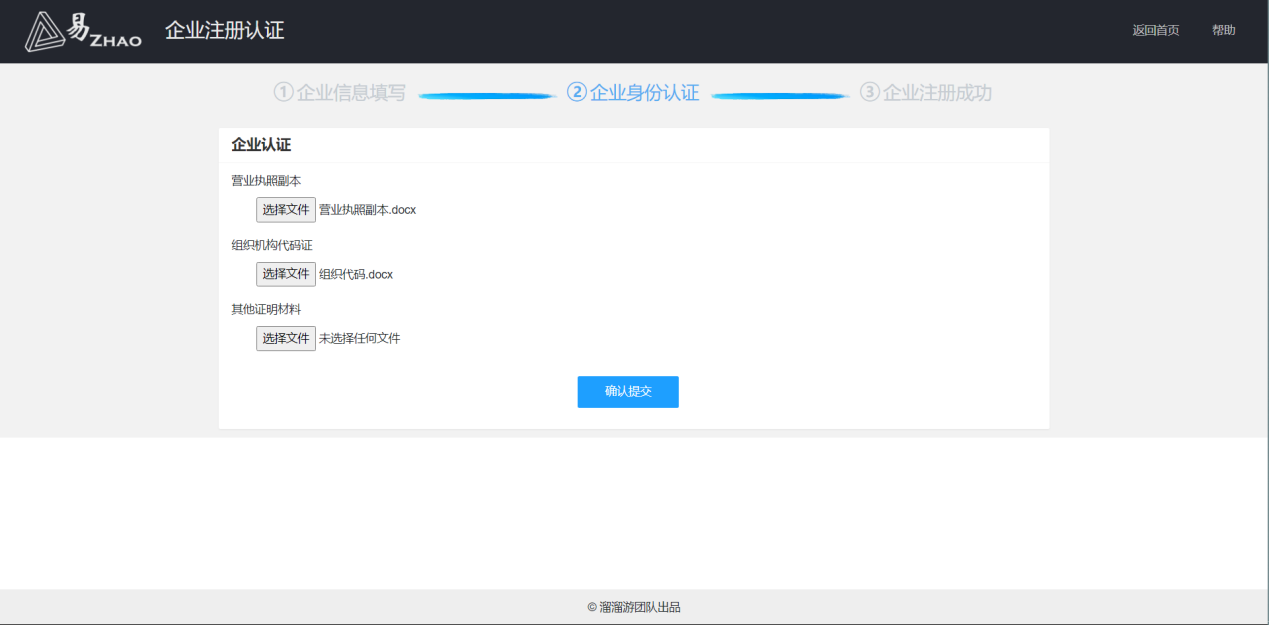 易ZHAO 企业注册认证 返回首页 帮助
①企业信息填写 ②企业身份认证 ③企业注册成功
企业认证
营业执照副本
选择文件 营业执照副本.docx
组织机构代码证
选择文件 组织代码.docx
其他证明材料
选择文件 未选择任何文件
确认提交
© 溜溜游团队出品